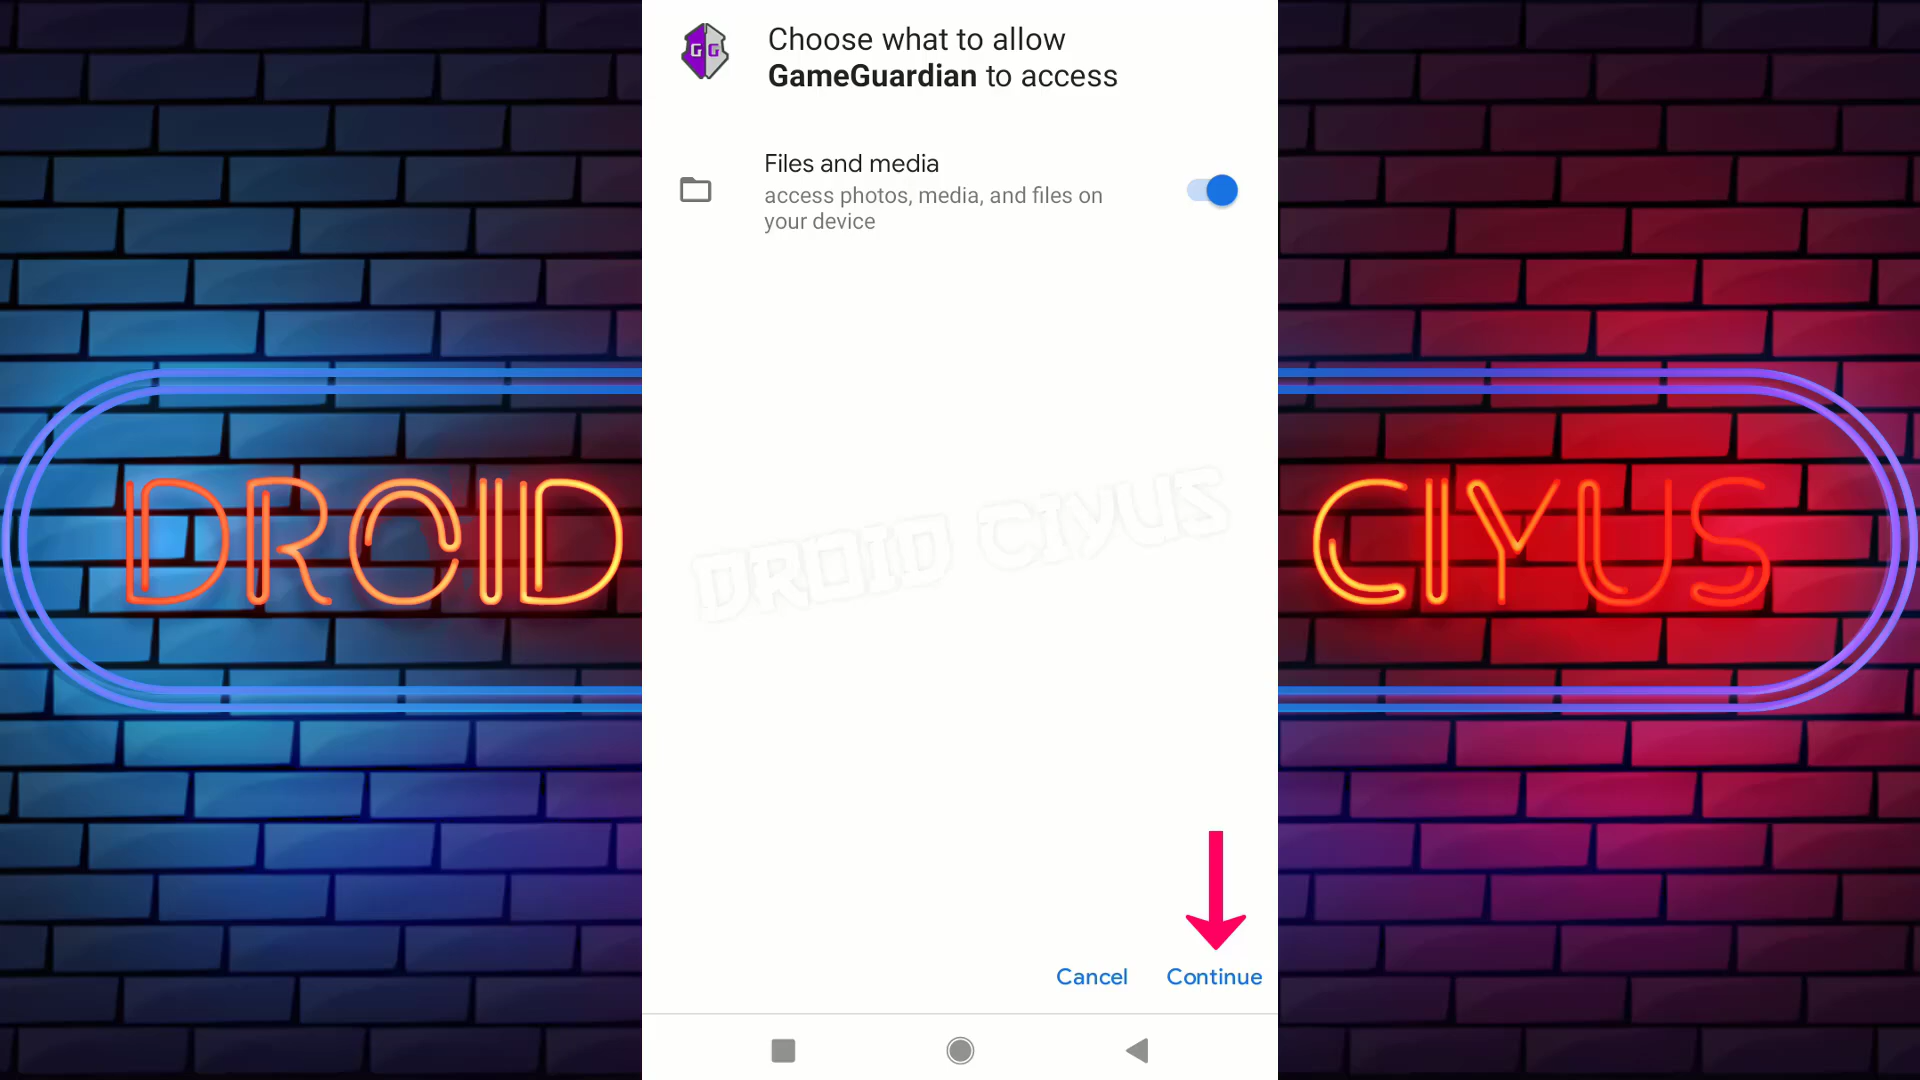 GG
Choose what to allow
GameGuardian to access
Files and media
access photos, media, and files on
your device
DROID CIYUS
DROID CIYUS
Cancel Continue